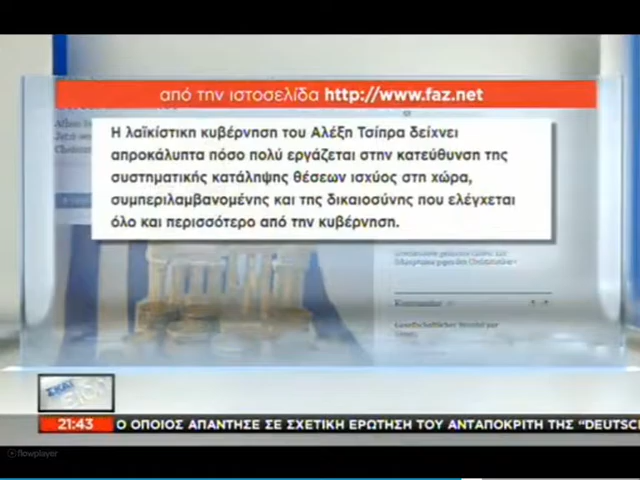 από την ιστοσελίδα http://www.faz.net
Η λαϊκίστικη κυβέρνηση του Αλέξη Τσίπρα δείχνει
απροκάλυπτα πόσο πολύ εργάζεται στην κατεύθυνση της
συστηματικής κατάληψης θέσεων ισχύος στη χώρα,
συμπεριλαμβανομένης και της δικαιοσύνης που ελέγχεται
όλο και περισσότερο από την κυβέρνηση.
Kommentar
ΣΚΑΪ
21:43 Ο ΟΠΟΙΟΣ ΑΠΑΝΤΗΣΕ ΣΕ ΣΧΕΤΙΚΗ ΕΡΩΤΗΣΗ ΤΟΥ ΑΝΤΑΠΟΚΡΙΤΗ ΤΗΣ "DEUTSC
flowplayer